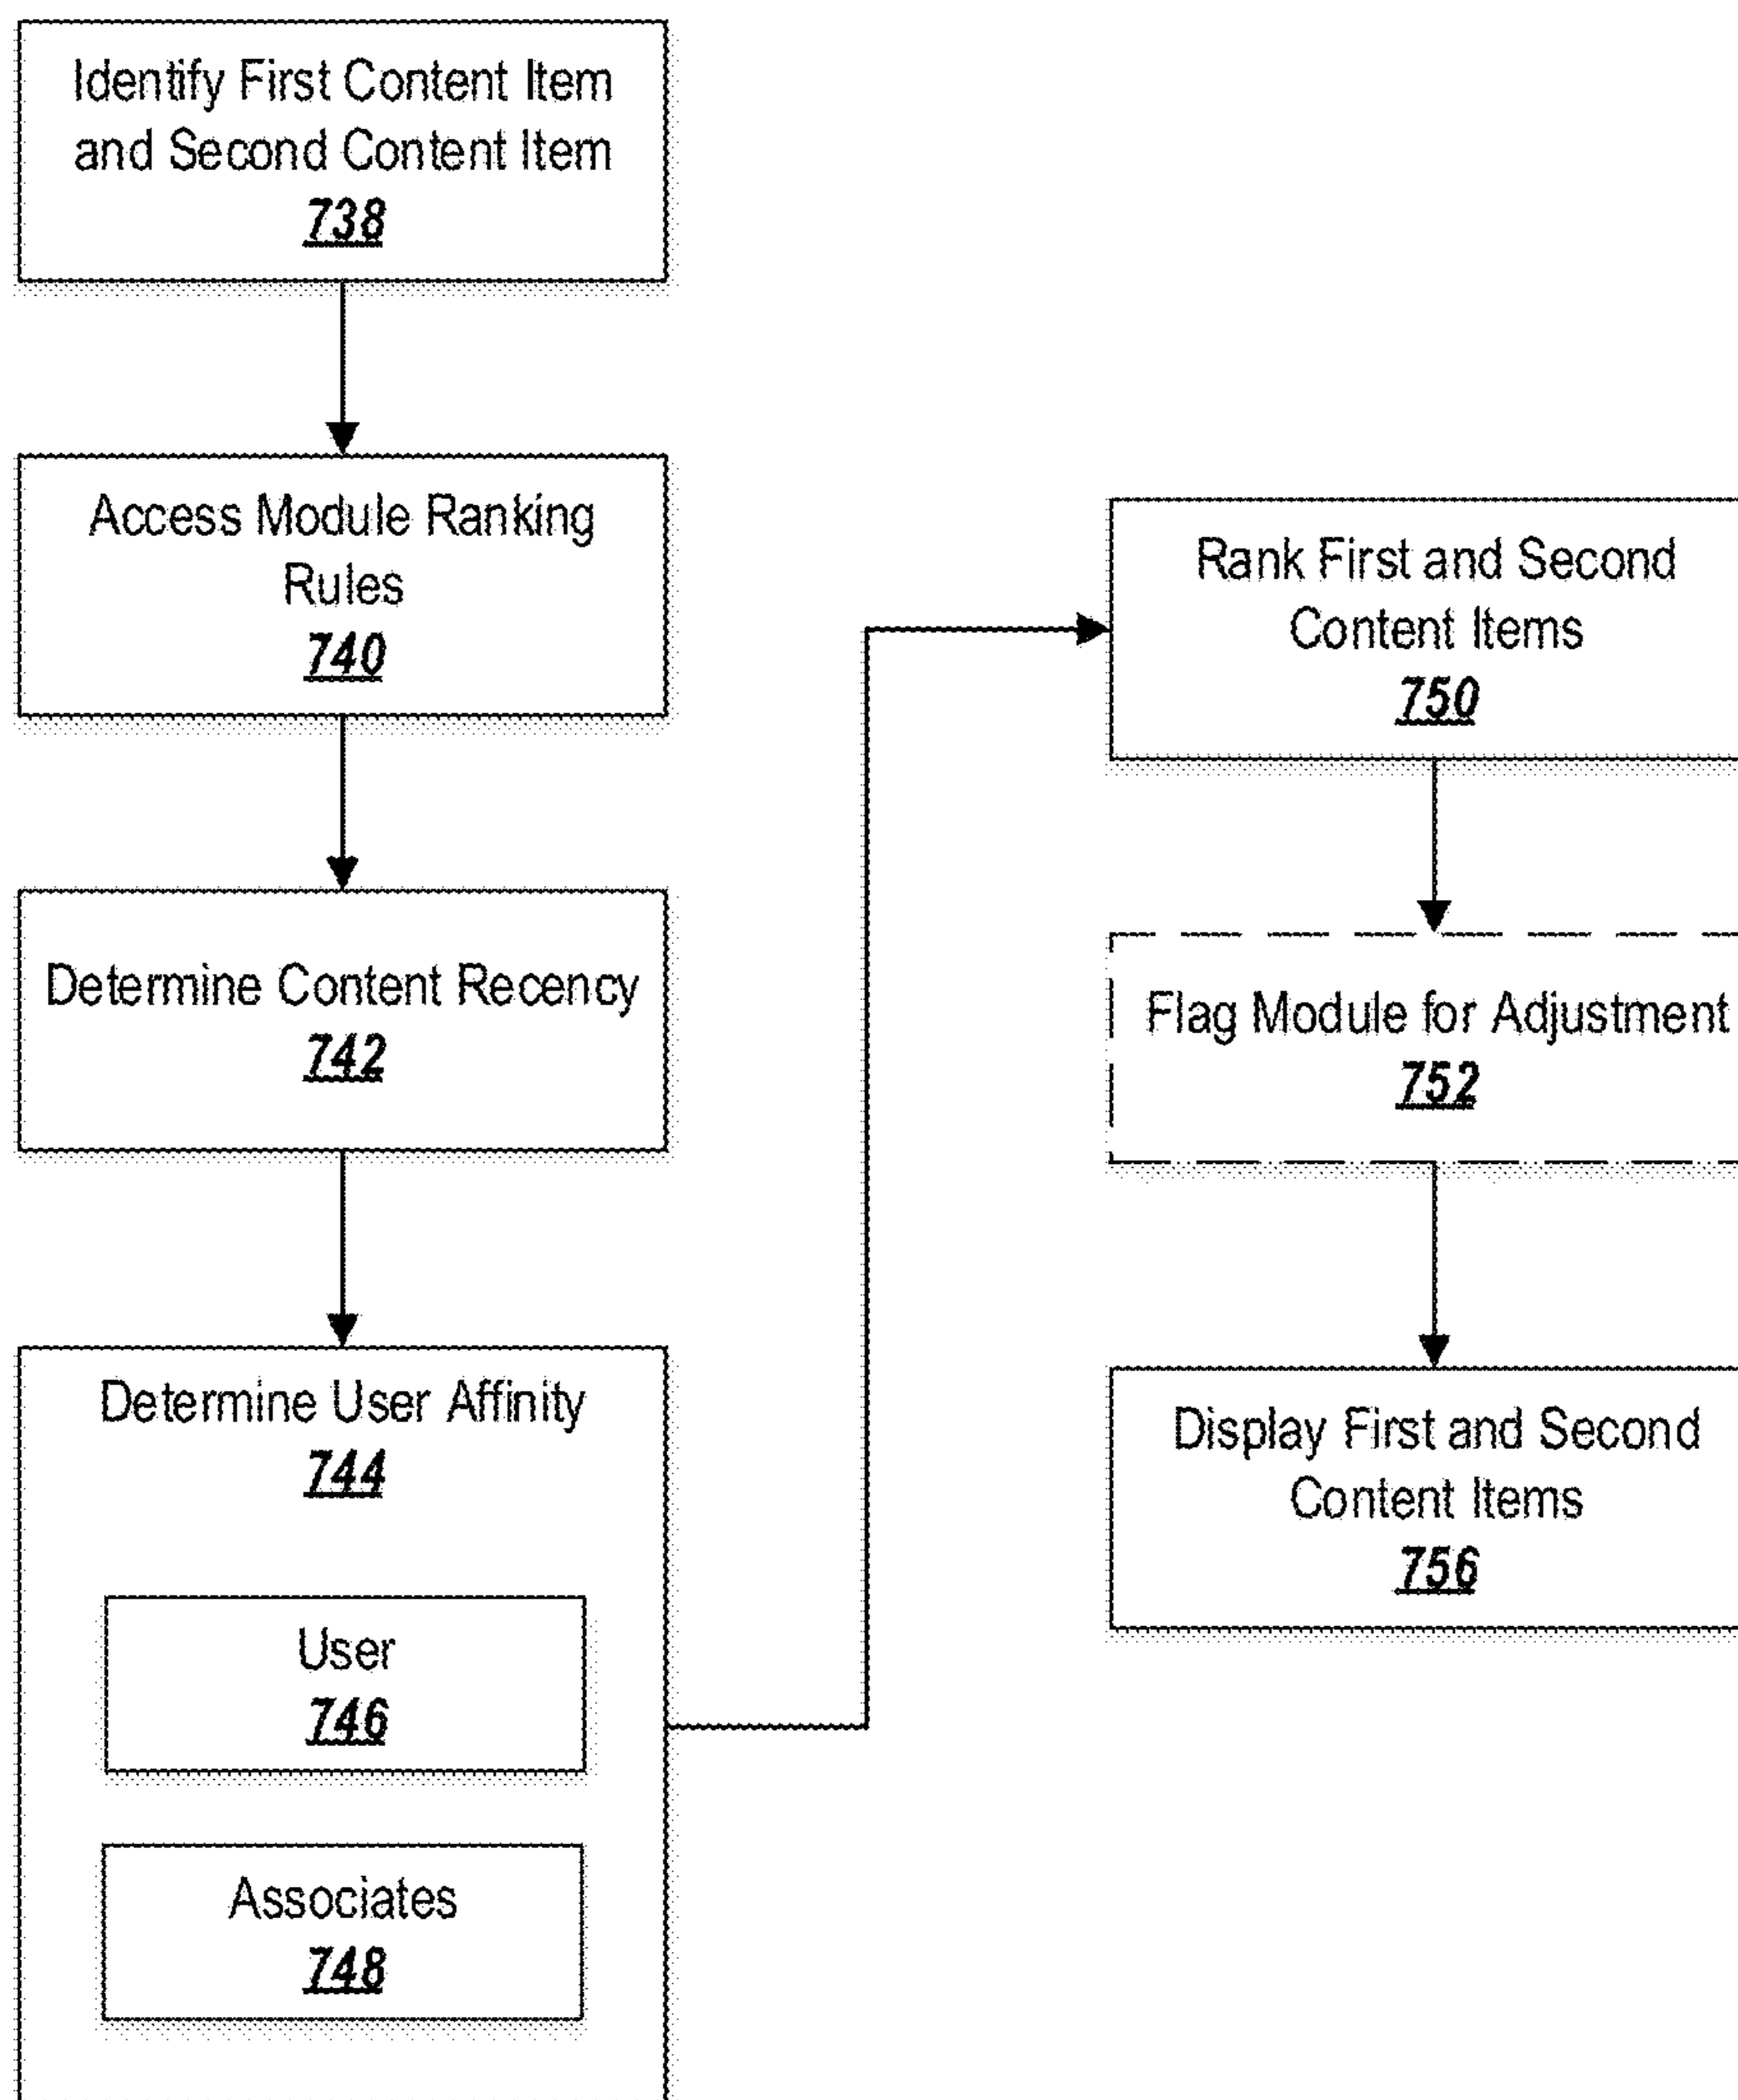 Identify First Content Item
and Second Content Item
738
Access Module Ranking
Rules
740
Determine Content Recency
742
Determine User Affinity
744
User
746
Associates
748
Rank First and Second
Content Items
750
Flag Module for Adjustment
752
Display First and Second
Content Items
756